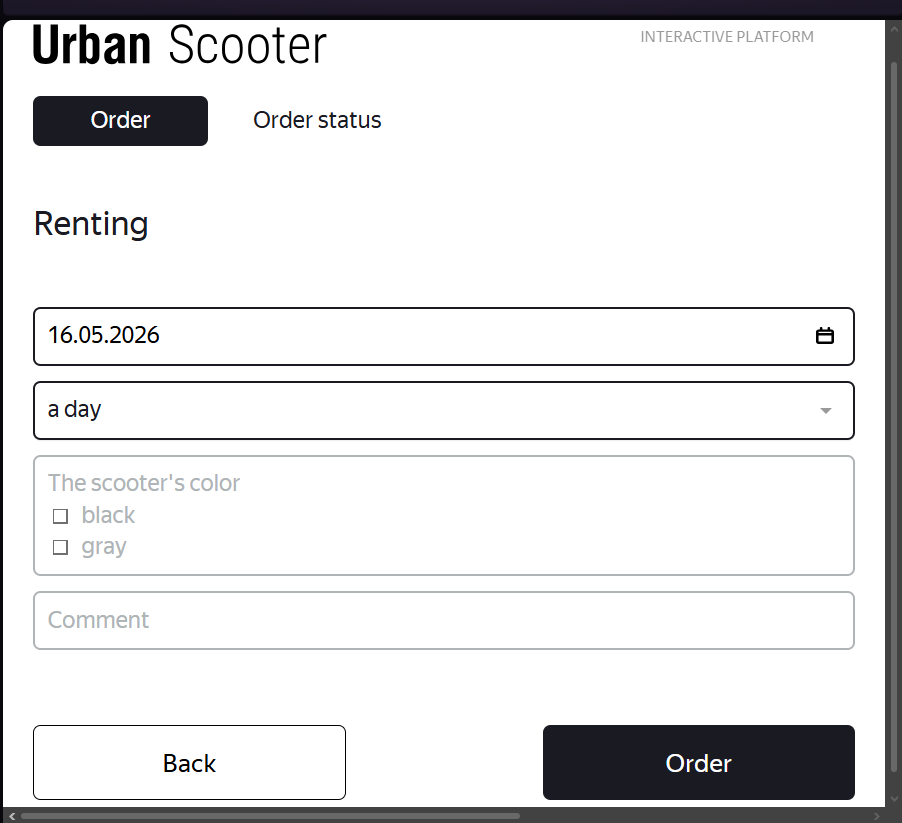 Urban Scooter
INTERACTIVE PLATFORM
Order
Order status
Renting
16.05.2026
a day
The scooter's color
black
gray
Comment
Back
Order